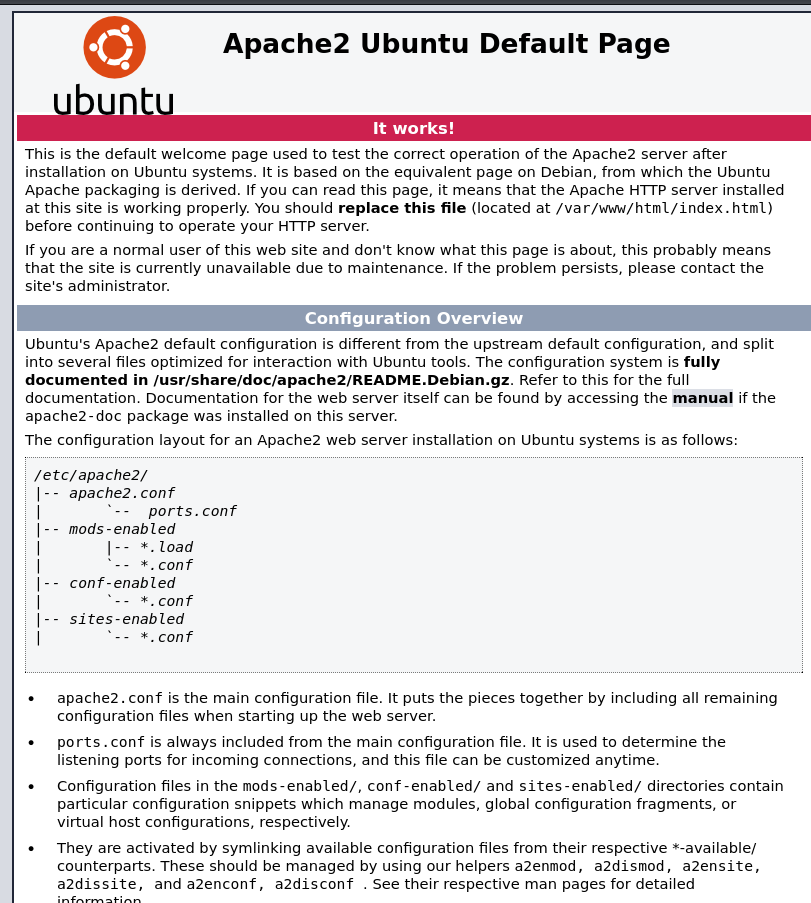 Apache2 Ubuntu Default Page
ubuntu
It works!
This is the default welcome page used to test the correct operation of the Apache2 server after
installation on Ubuntu systems. It is based on the equivalent page on Debian, from which the Ubuntu
Apache packaging is derived. If you can read this page, it means that the Apache HTTP server installed
at this site is working properly. You should replace this file (located at /var/www/html/index.html)
before continuing to operate your HTTP server.
If you are a normal user of this web site and don't know what this page is about, this probably means
that the site is currently unavailable due to maintenance. If the problem persists, please contact the
site's administrator.
Configuration Overview
Ubuntu's Apache2 default configuration is different from the upstream default configuration, and split
into several files optimized for interaction with Ubuntu tools. The configuration system is fully
documented in /usr/share/doc/apache2/README.Debian.gz. Refer to this for the full
documentation. Documentation for the web server itself can be found by accessing the manual if the
apache2-doc package was installed on this server.
The configuration layout for an Apache2 web server installation on Ubuntu systems is as follows:
/etc/apache2/
|-- apache2.conf
|       `--  ports.conf
|-- mods-enabled
|       |-- *.load
|       `-- *.conf
|-- conf-enabled
|       `-- *.conf
|-- sites-enabled
|       `-- *.conf
• apache2.conf is the main configuration file. It puts the pieces together by including all remaining
configuration files when starting up the web server.
• ports.conf is always included from the main configuration file. It is used to determine the
listening ports for incoming connections, and this file can be customized anytime.
• Configuration files in the mods-enabled/, conf-enabled/ and sites-enabled/ directories contain
particular configuration snippets which manage modules, global configuration fragments, or
virtual host configurations, respectively.
• They are activated by symlinking available configuration files from their respective *-available/
counterparts. These should be managed by using our helpers a2enmod, a2dismod, a2ensite,
a2dissite, and a2enconf, a2disconf . See their respective man pages for detailed
information.